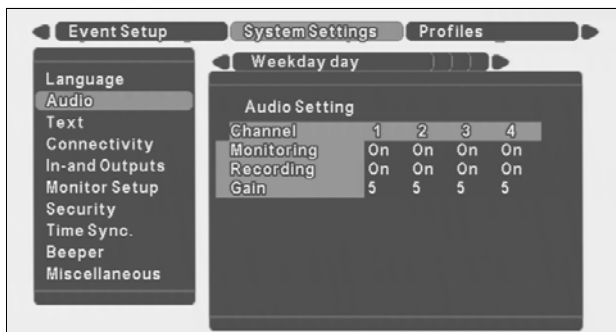 Event Setup System Settings Profiles
Weekday day
Language
Audio
Text
Connectivity
In-and Outputs
Monitor Setup
Security
Time Sync.
Beeper
Miscellaneous
Audio Setting
Channel 1 2 3 4
Monitoring On On On On
Recording On On On On
Gain 5 5 5 5